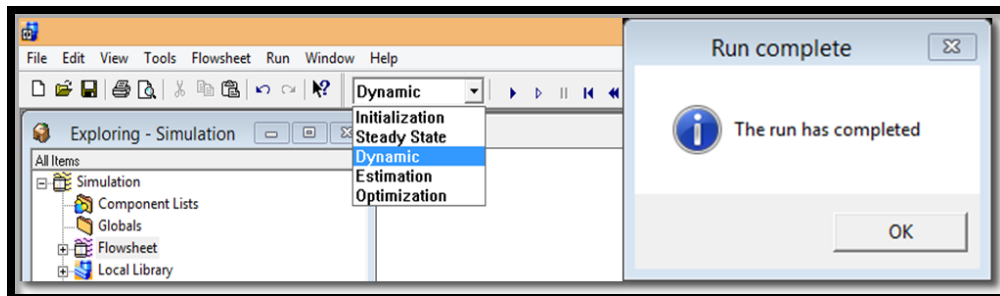 File Edit View Tools Flowsheet Run Window Help
Dynamic
Initialization
Steady State
Dynamic
Estimation
Optimization
Exploring - Simulation
All Items
Simulation
Component Lists
Globals
Flowsheet
Local Library
Run complete
The run has completed
OK